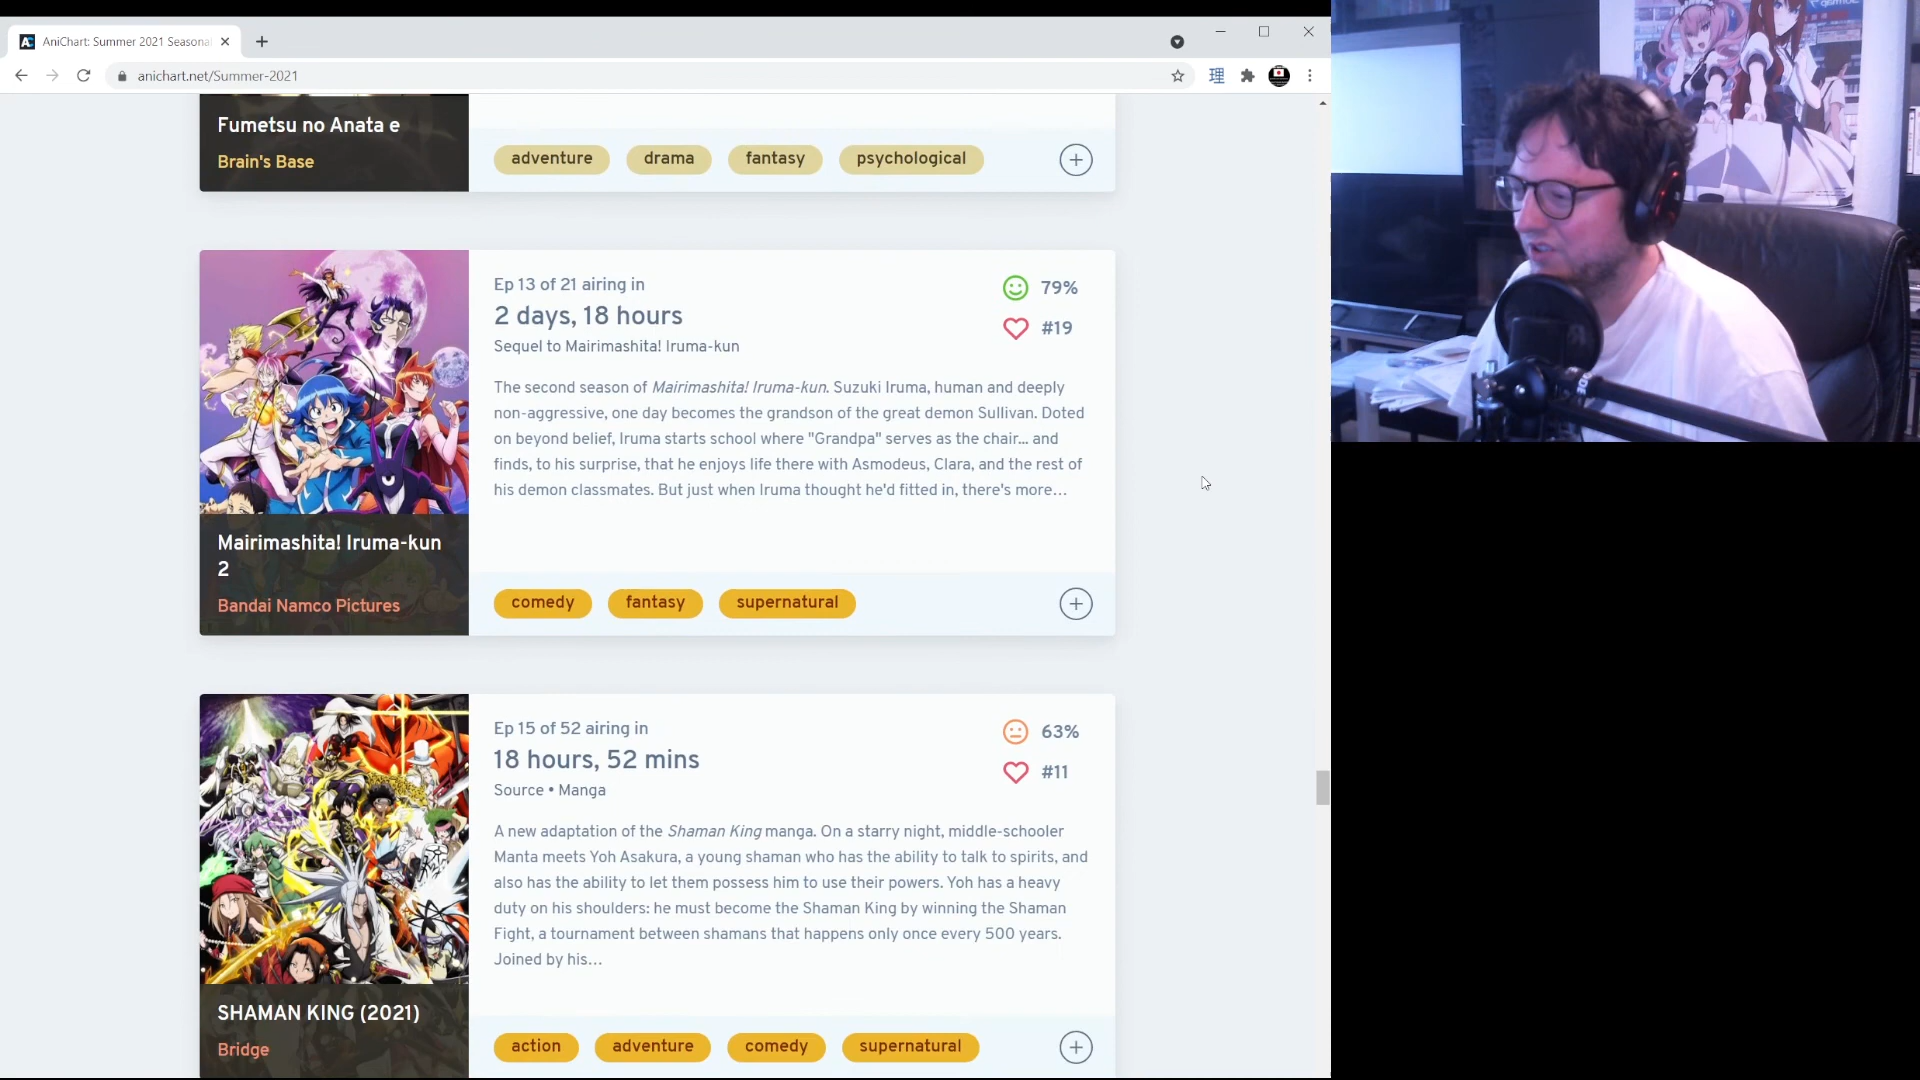 AniChart: Summer 2021 Seasona
anichart.net/Summer-2021
理
Fumetsu no Anata e
Brain's Base
adventure drama fantasy psychological
Ep 13 of 21 airing in
2 days, 18 hours
Sequel to Mairimashita! Iruma-kun
79%
#19
The second season of Mairimashita! Iruma-kun. Suzuki Iruma, human and deeply
non-aggressive, one day becomes the grandson of the great demon Sullivan. Doted
on beyond belief, Iruma starts school where "Grandpa" serves as the chair... and
finds, to his surprise, that he enjoys life there with Asmodeus, Clara, and the rest of
his demon classmates. But just when Iruma thought he'd fitted in, there's more...
Mairimashita! Iruma-kun
2
Bandai Namco Pictures
comedy fantasy supernatural
Ep 15 of 52 airing in
18 hours, 52 mins
Source • Manga
63%
#11
A new adaptation of the Shaman King manga. On a starry night, middle-schooler
Manta meets Yoh Asakura, a young shaman who has the ability to talk to spirits, and
also has the ability to let them possess him to use their powers. Yoh has a heavy
duty on his shoulders: he must become the Shaman King by winning the Shaman
Fight, a tournament between shamans that happens only once every 500 years.
Joined by his...
SHAMAN KING (2021)
Bridge
action adventure comedy supernatural